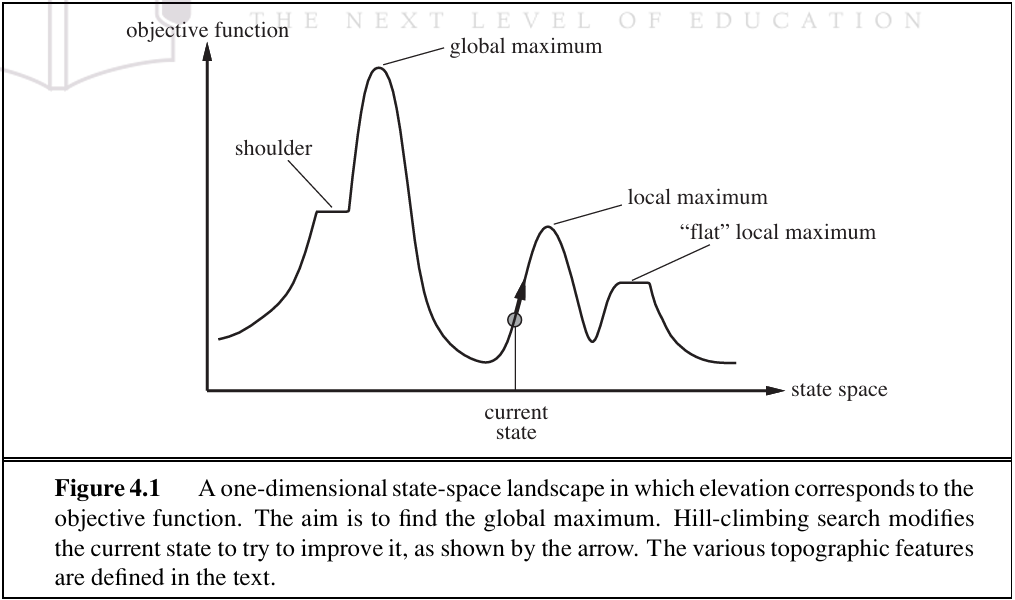 THE NEXT LEVEL OF EDUCATION
objective function
global maximum
shoulder
local maximum
“flat” local maximum
state space
current
state
Figure 4.1 A one-dimensional state-space landscape in which elevation corresponds to the
objective function. The aim is to find the global maximum. Hill-climbing search modifies
the current state to try to improve it, as shown by the arrow. The various topographic features
are defined in the text.